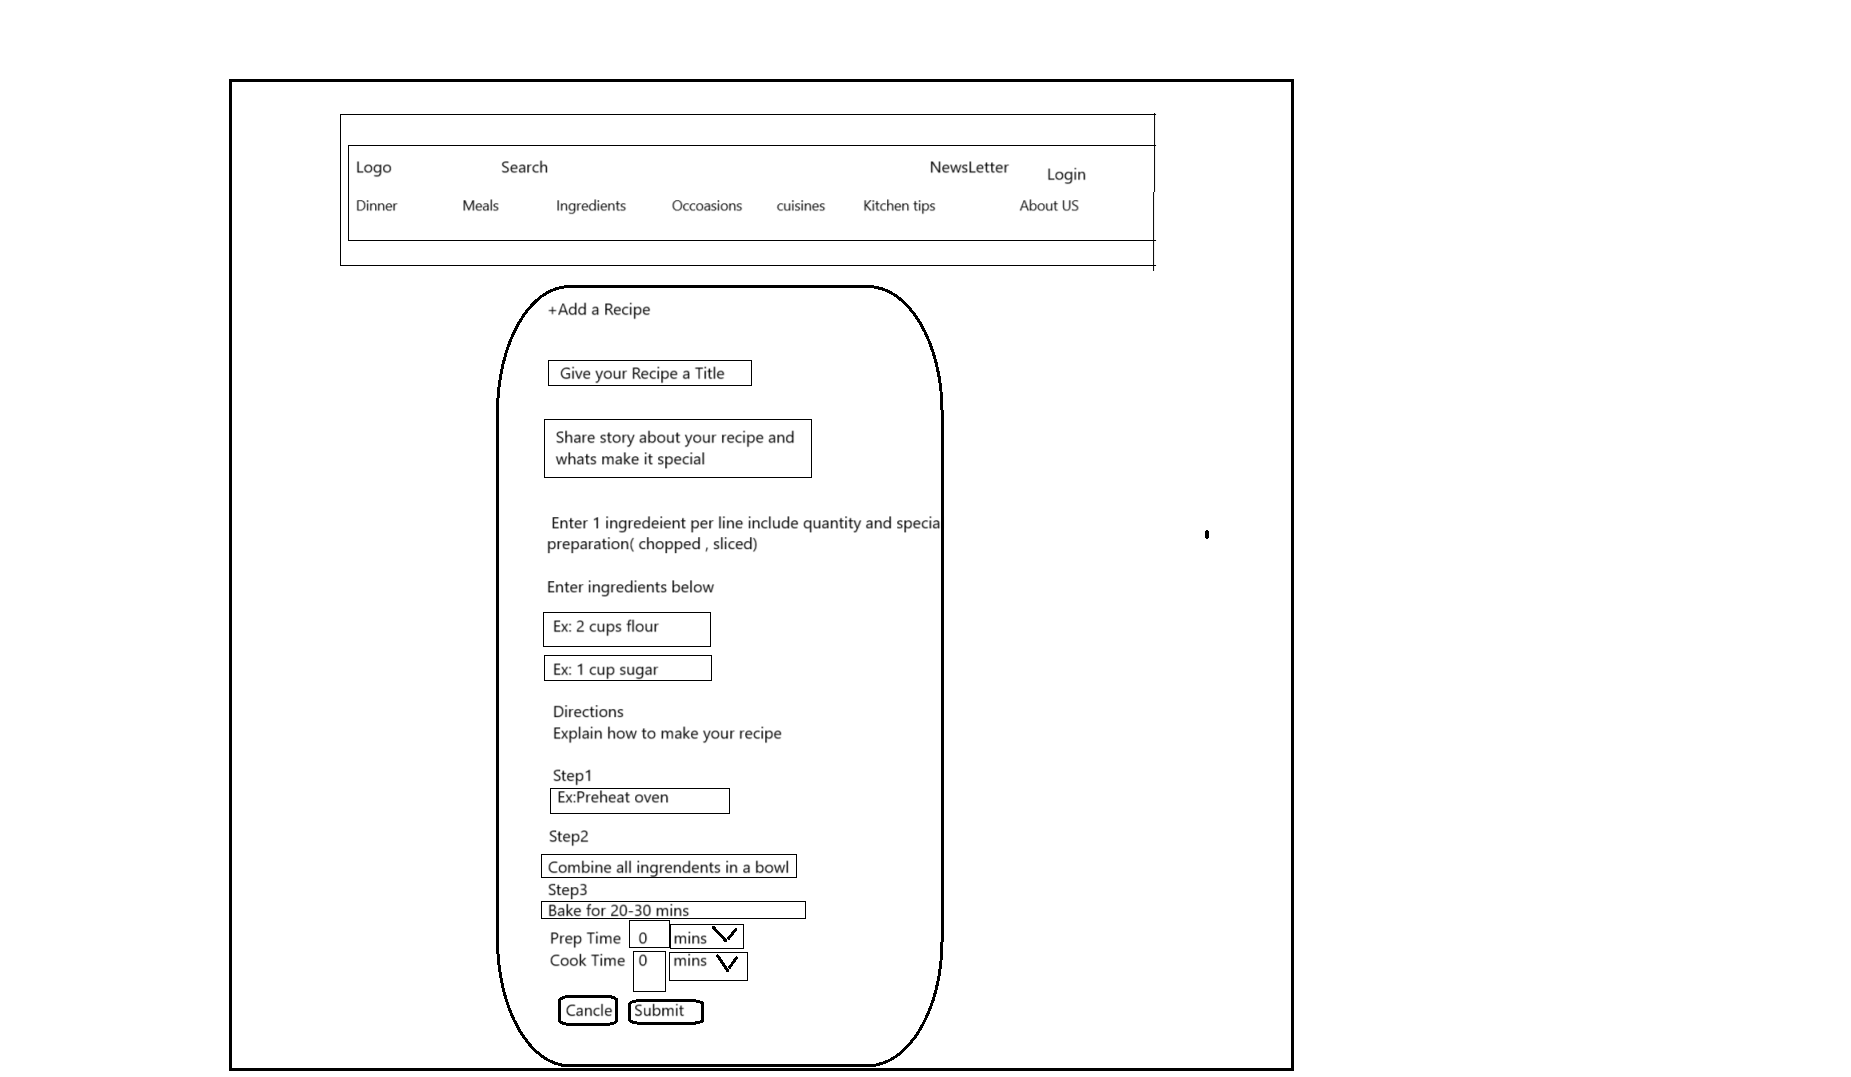 Logo Search NewsLetter Login
Dinner Meals Ingredients Occoasions cuisines Kitchen tips About US
+Add a Recipe
Give your Recipe a Title
Share story about your recipe and
whats make it special
Enter 1 ingredeient per line include quantity and specia
preparation( chopped , sliced)
Enter ingredients below
Ex: 2 cups flour
Ex: 1 cup sugar
Directions
Explain how to make your recipe
Step1
Ex:Preheat oven
Step2
Combine all ingrendents in a bowl
Step3
Bake for 20-30 mins
Prep Time 0 mins
Cook Time 0 mins
Cancle Submit